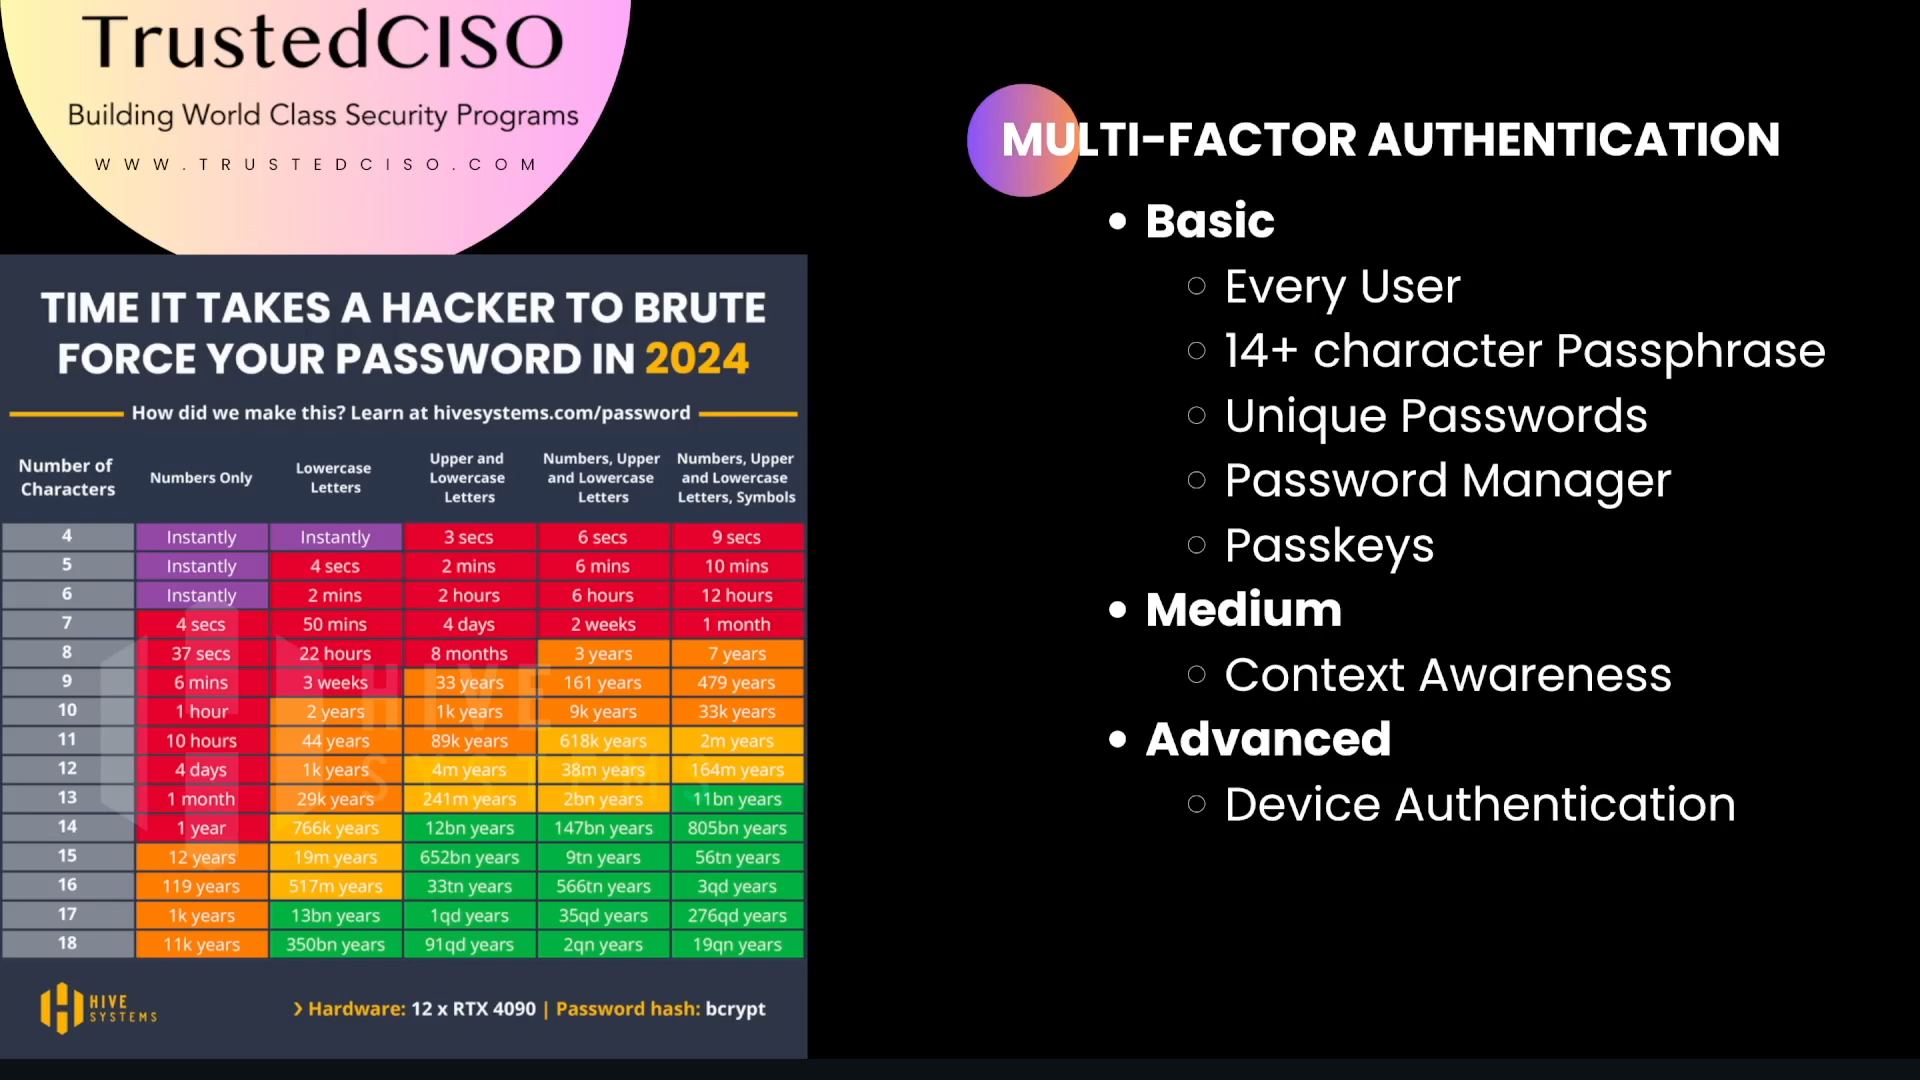 TrustedCISO
Building World Class Security Programs
WWW.TRUSTEDCISO.COM
TIME IT TAKES A HACKER TO BRUTE
FORCE YOUR PASSWORD IN 2024
How did we make this? Learn at hivesystems.com/password
Number of Characters Numbers Only Lowercase Letters Upper and Lowercase Letters Numbers, Upper and Lowercase Letters Numbers, Upper and Lowercase Letters, Symbols
4 Instantly Instantly 3 secs 6 secs 9 secs
5 Instantly 4 secs 2 mins 6 mins 10 mins
6 Instantly 2 mins 2 hours 6 hours 12 hours
7 4 secs 50 mins 4 days 2 weeks 1 month
8 37 secs 22 hours 8 months 3 years 7 years
9 6 mins 3 weeks 33 years 161 years 479 years
10 1 hour 2 years 1k years 9k years 33k years
11 10 hours 44 years 89k years 618k years 2m years
12 4 days 1k years 4m years 38m years 164m years
13 1 month 29k years 241m years 2bn years 11bn years
14 1 year 766k years 12bn years 147bn years 805bn years
15 12 years 19m years 652bn years 9tn years 56tn years
16 119 years 517m years 33tn years 566tn years 3qd years
17 1k years 13bn years 1qd years 35qd years 276qd years
18 11k years 350bn years 91qd years 2qn years 19qn years
HIVE
SYSTEMS
HIVE
SYSTEMS
❯ Hardware: 12 x RTX 4090 | Password hash: bcrypt
MULTI-FACTOR AUTHENTICATION
• Basic
○ Every User
○ 14+ character Passphrase
○ Unique Passwords
○ Password Manager
○ Passkeys
• Medium
○ Context Awareness
• Advanced
○ Device Authentication